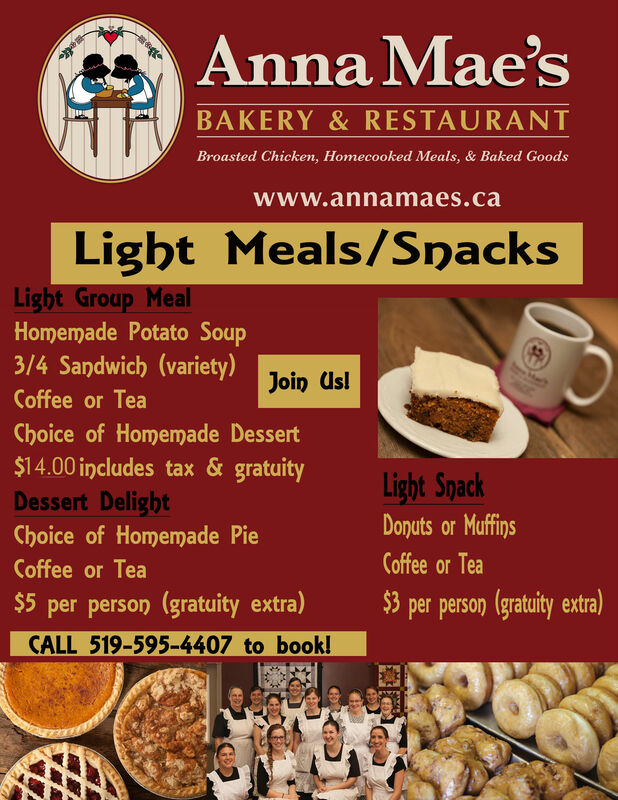 Anna Mae's
BAKERY & RESTAURANT
Broasted Chicken, Homecooked Meals, & Baked Goods
www.annamaes.ca
Light Meals/Snacks
Light Group Meal
Homemade Potato Soup
3/4 Sandwich (variety)
Coffee or Tea
Choice of Homemade Dessert
$14.00 includes tax & gratuity
Join Us!
Dessert Delight
Choice of Homemade Pie
Coffee or Tea
$5 per person (gratuity extra)
Light Snack
Donuts or Muffins
Coffee or Tea
$3 per person (gratuity extra)
CALL 519-595-4407 to book!